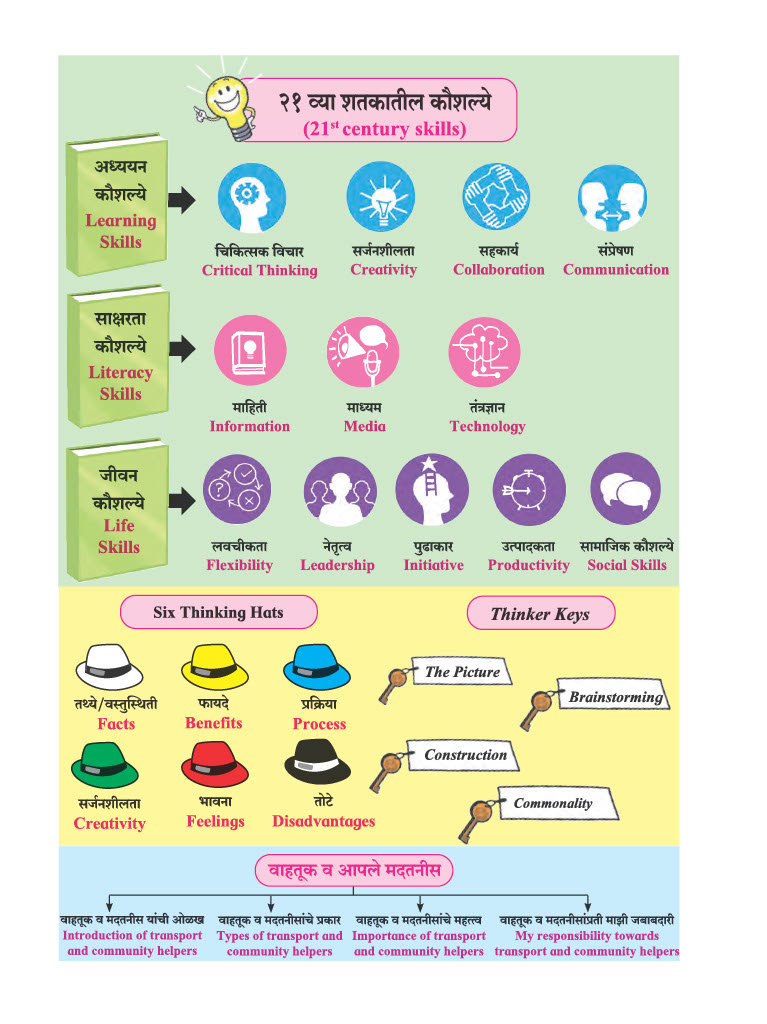 २१ व्या शतकातील कौशल्ये
(21st century skills)
अध्ययन
कौशल्ये
Learning
Skills
चिकित्सक विचार
Critical Thinking
सर्जनशीलता
Creativity
सहकार्य
Collaboration
संप्रेषण
Communication
साक्षरता
कौशल्ये
Literacy
Skills
माहिती
Information
माध्यम
Media
तंत्रज्ञान
Technology
जीवन
कौशल्ये
Life
Skills
लवचीकता
Flexibility
नेतृत्व
Leadership
पुढाकार
Initiative
उत्पादकता
Productivity
सामाजिक कौशल्ये
Social Skills
Six Thinking Hats
तथ्ये/वस्तुस्थिती
Facts
फायदे
Benefits
प्रक्रिया
Process
सर्जनशीलता
Creativity
भावना
Feelings
तोटे
Disadvantages
Thinker Keys
The Picture
Brainstorming
Construction
Commonality
वाहतूक व आपले मदतनीस
वाहतूक व मदतनीस यांची ओळख
Introduction of transport
and community helpers
वाहतूक व मदतनीसांचे प्रकार
Types of transport and
community helpers
वाहतूक व मदतनीसांचे महत्त्व
Importance of transport
and community helpers
वाहतूक व मदतनीसांप्रती माझी जबाबदारी
My responsibility towards
transport and community helpers